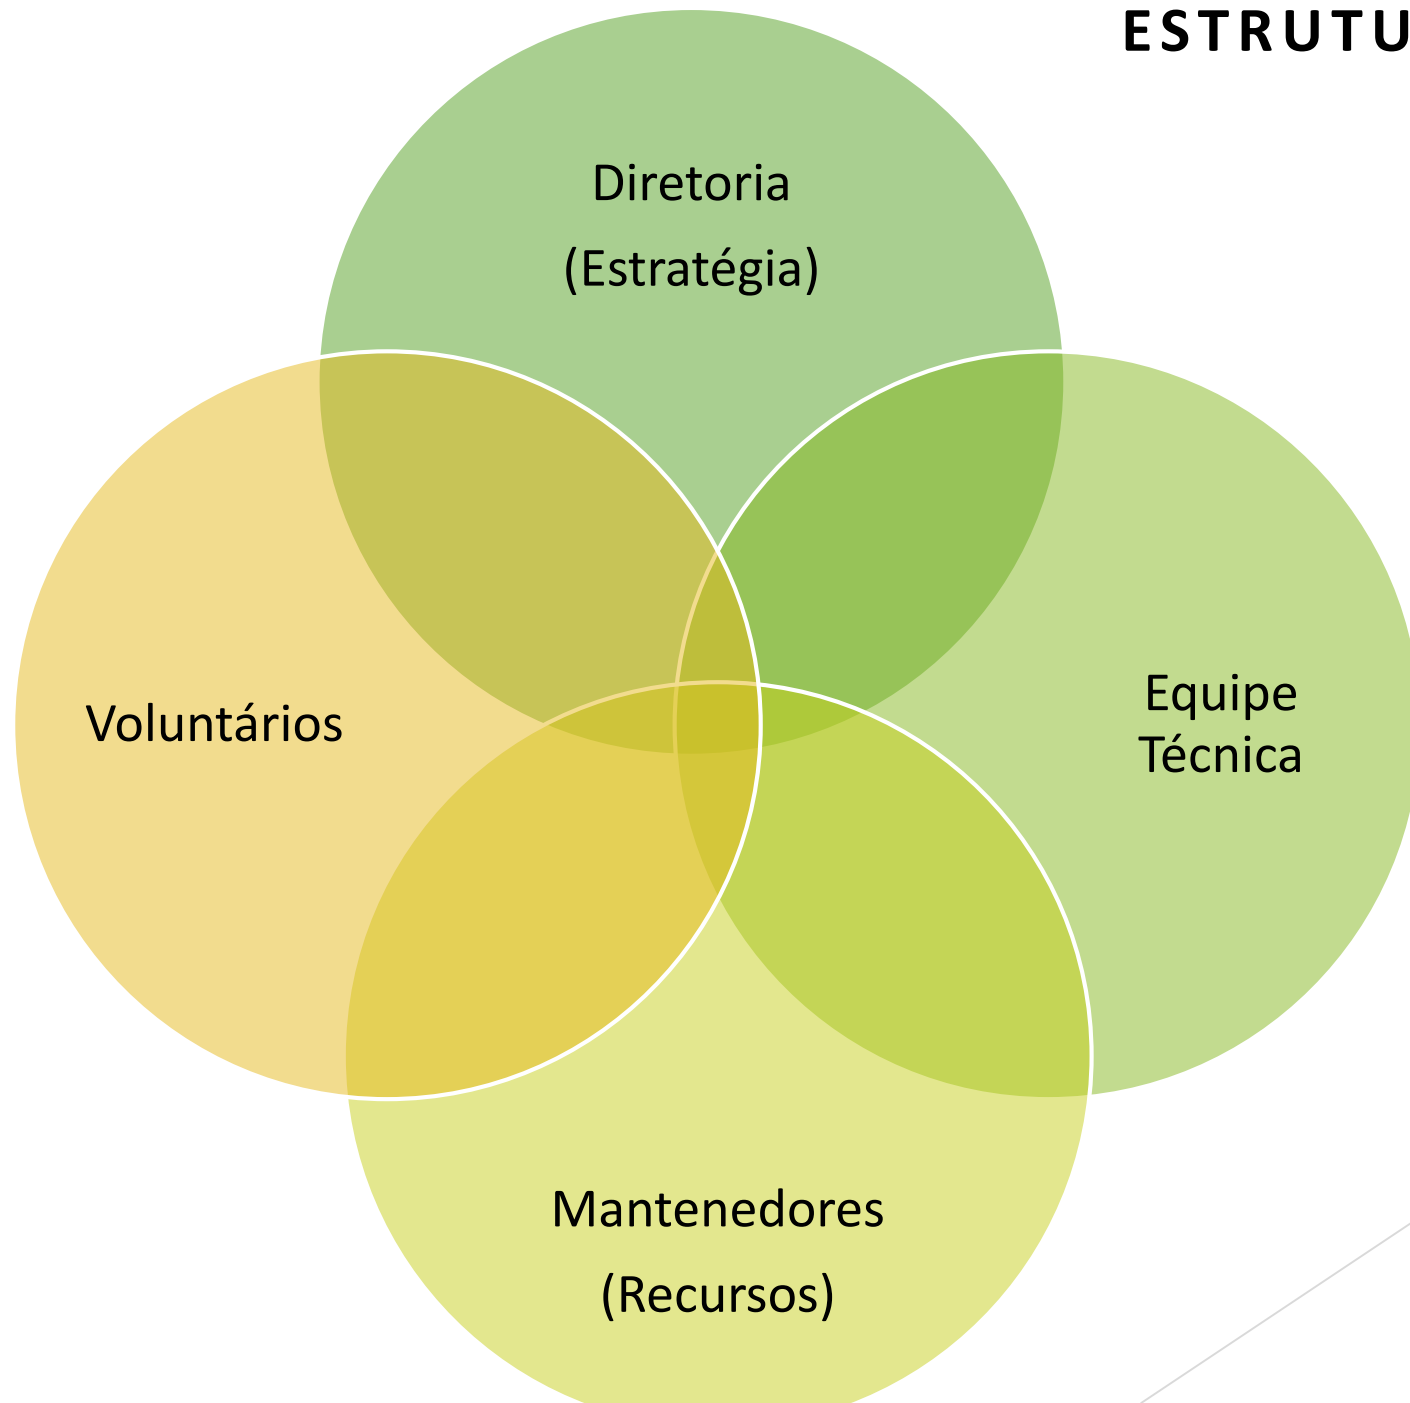 ESTRUTU
Diretoria
(Estratégia)
Voluntários
Equipe
Técnica
Mantenedores
(Recursos)